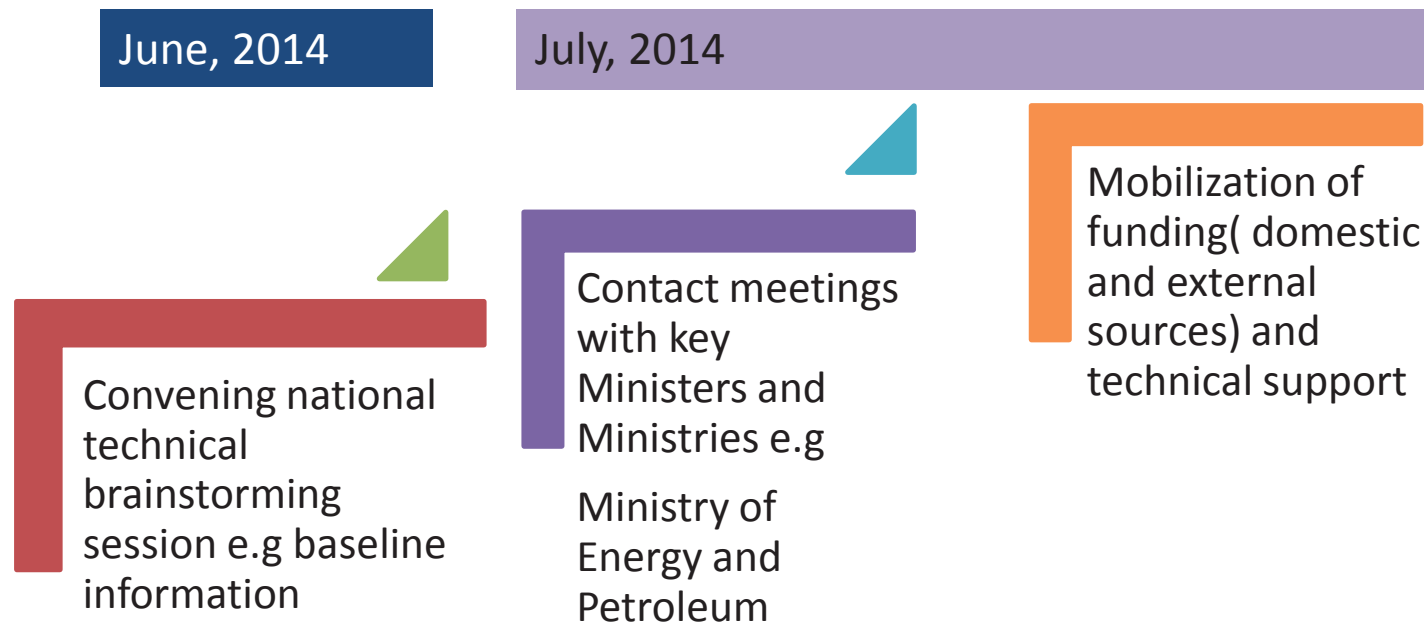 June, 2014
July, 2014
Convening national
technical
brainstorming
session e.g baseline
information
Contact meetings
with key
Ministers and
Ministries e.g
Ministry of
Energy and
Petroleum
Mobilization of
funding( domestic
and external
sources) and
technical support